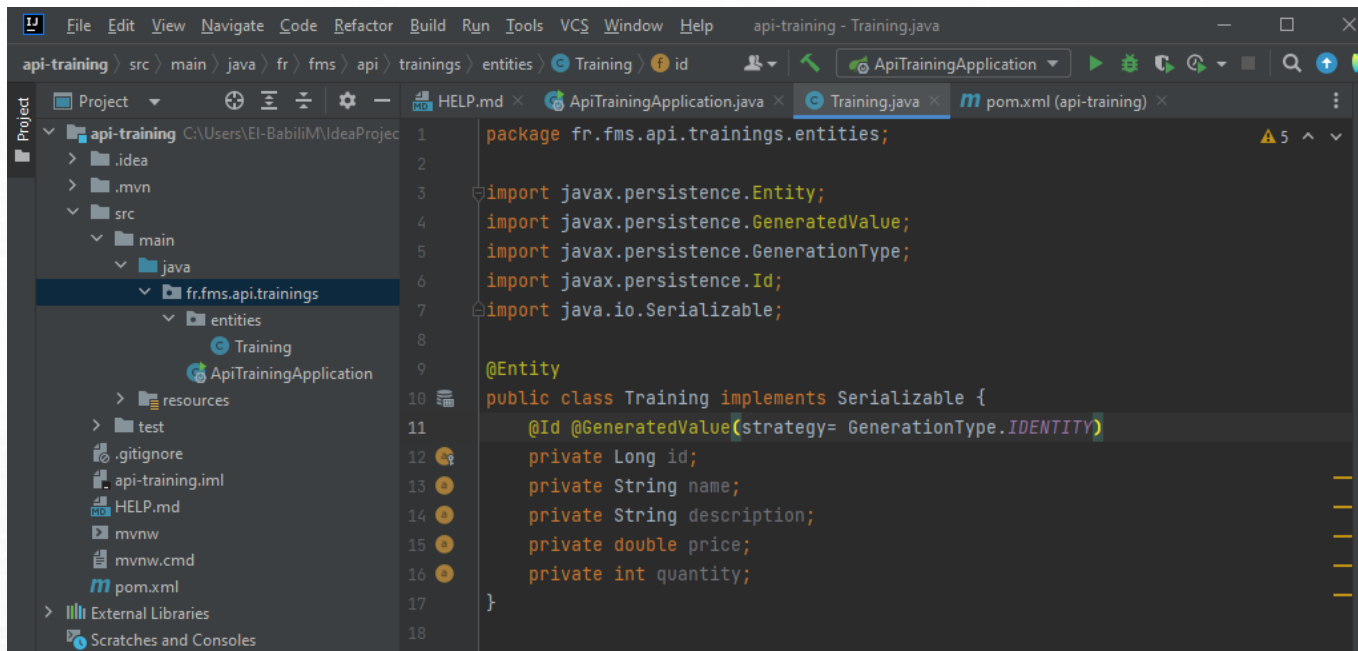 IJ File Edit View Navigate Code Refactor Build Run Tools VCS Window Help api-training - Training.java
api-training src main java fr fms api trainings entities C Training f id ApiTrainingApplication
Project
Project HELP.md ApiTrainingApplication.java C Training.java m pom.xml (api-training)
api-training C:\Users\El-BabiliM\IdeaProjec
.idea
.mvn
src
main
java
fr.fms.api.trainings
entities
C Training
ApiTrainingApplication
resources
test
.gitignore
api-training.iml
MD HELP.md
mvnw
mvnw.cmd
m pom.xml
External Libraries
Scratches and Consoles
1 package fr.fms.api.trainings.entities; 5
2
3 import javax.persistence.Entity;
4 import javax.persistence.GeneratedValue;
5 import javax.persistence.GenerationType;
6 import javax.persistence.Id;
7 import java.io.Serializable;
8
9 @Entity
10 public class Training implements Serializable {
11 @Id @GeneratedValue(strategy= GenerationType.IDENTITY)
12 private Long id;
13 private String name;
14 private String description;
15 private double price;
16 private int quantity;
17 }
18